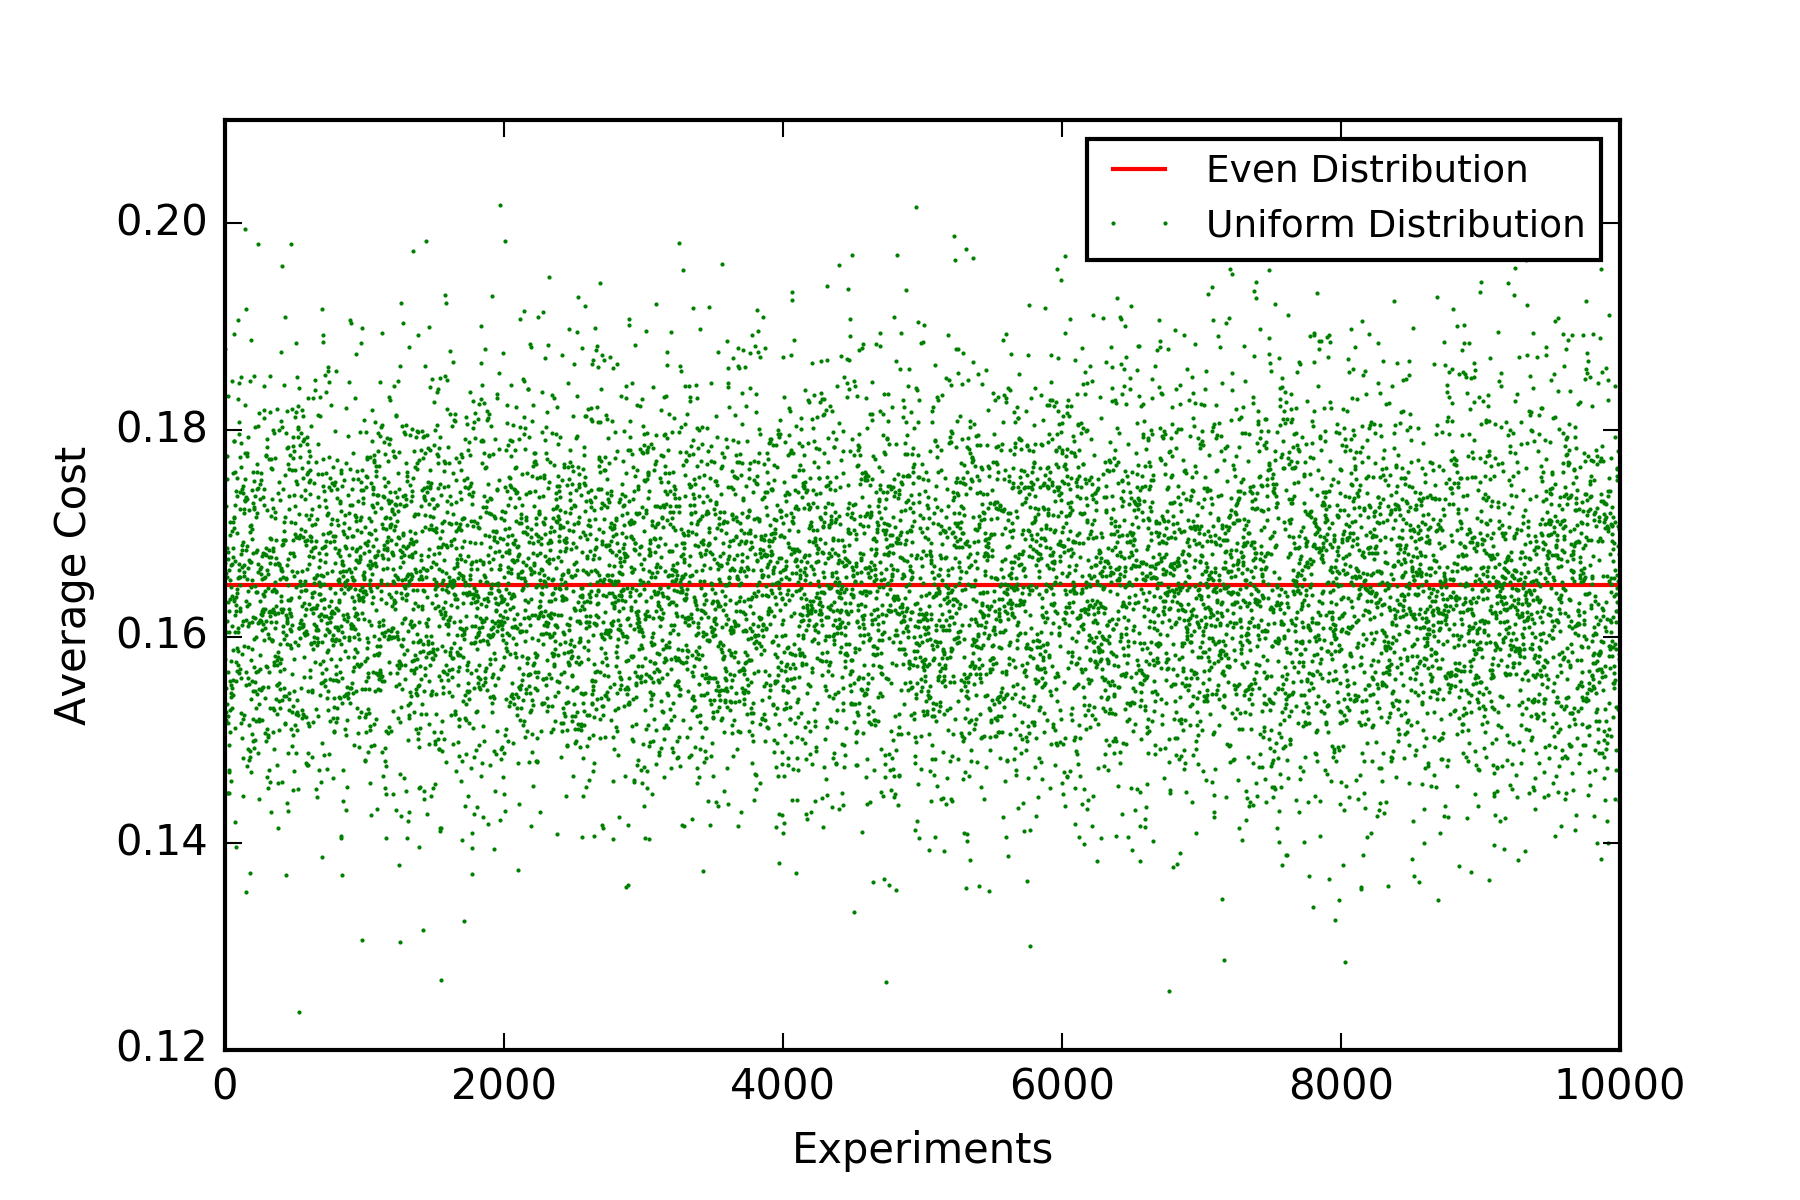 Even Distribution
Uniform Distribution
0.20
0.18
0.16
0.14
0.12
Average Cost
0 2000 4000 6000 8000 10000
Experiments